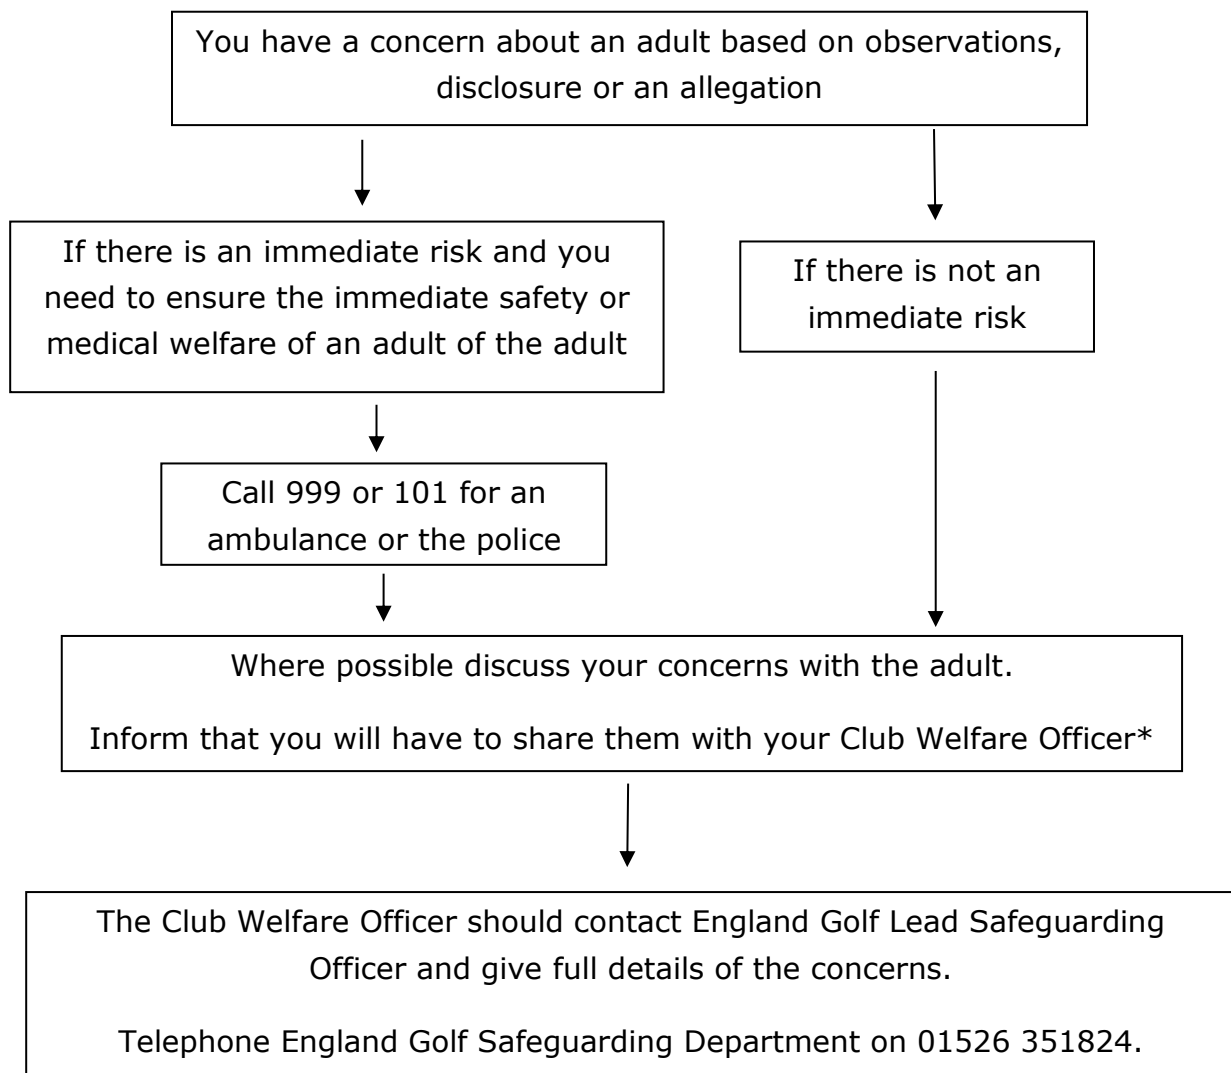 You have a concern about an adult based on observations,
disclosure or an allegation
If there is an immediate risk and you
need to ensure the immediate safety or
medical welfare of an adult of the adult
If there is not an
immediate risk
Call 999 or 101 for an
ambulance or the police
Where possible discuss your concerns with the adult.
Inform that you will have to share them with your Club Welfare Officer*
The Club Welfare Officer should contact England Golf Lead Safeguarding
Officer and give full details of the concerns.
Telephone England Golf Safeguarding Department on 01526 351824.